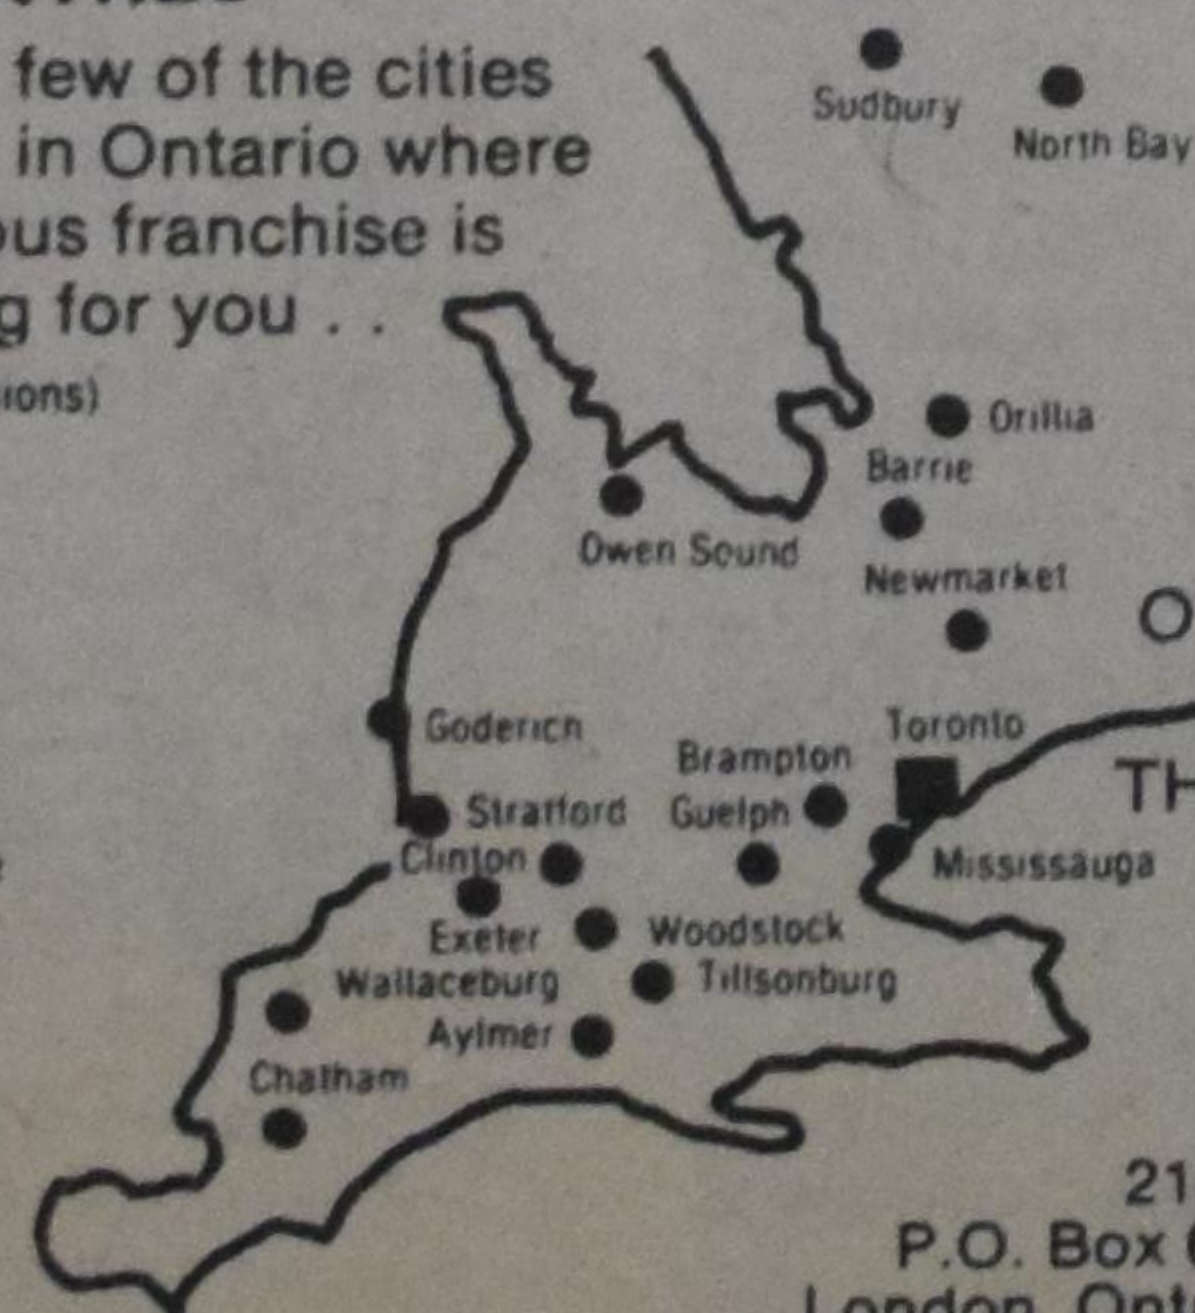 few of the cities
in Ontario where
ous franchise is
g for you . .
ions)
Sudbury
North Bay
Orillia
Barrie
Owen Sound
Newmarket
O
Goderich
Toronto
Brampton
TH
Stratford
Guelph
Clinton
Mississauga
Exeter
Woodstock
Wallaceburg
Tillsonburg
Aylmer
Chatham
21
P.O. Box
London, Ont